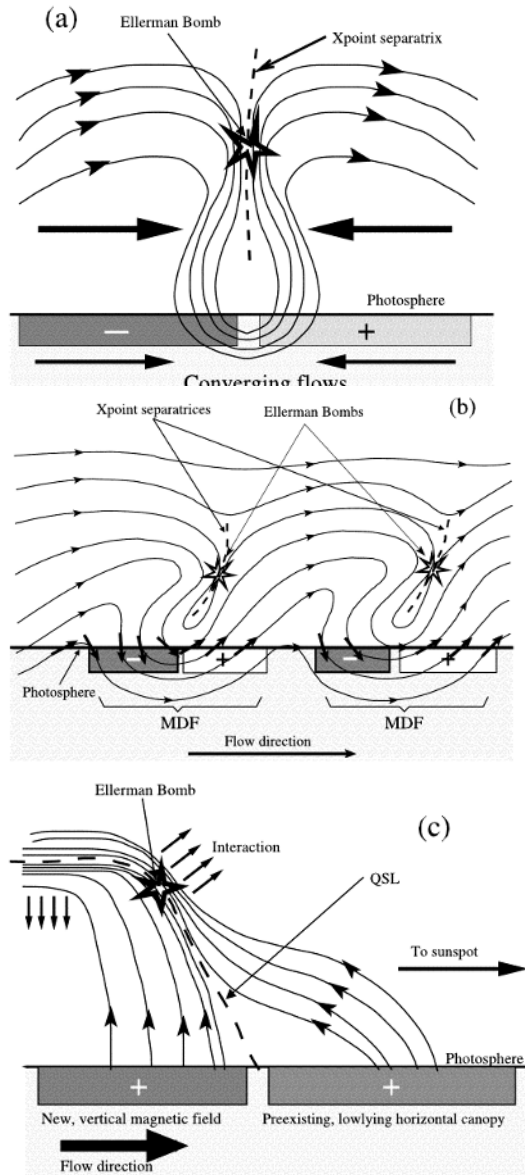 (a)
Ellerman Bomb
Xpoint separatrix
Photosphere
− +
Converging flows
(b)
Xpoint separatrices
Ellerman Bombs
− + − +
Photosphere
MDF MDF
Flow direction
Ellerman Bomb
(c)
Interaction
QSL
To sunspot
Photosphere
+ +
New, vertical magnetic field Preexisting, lowlying horizontal canopy
Flow direction